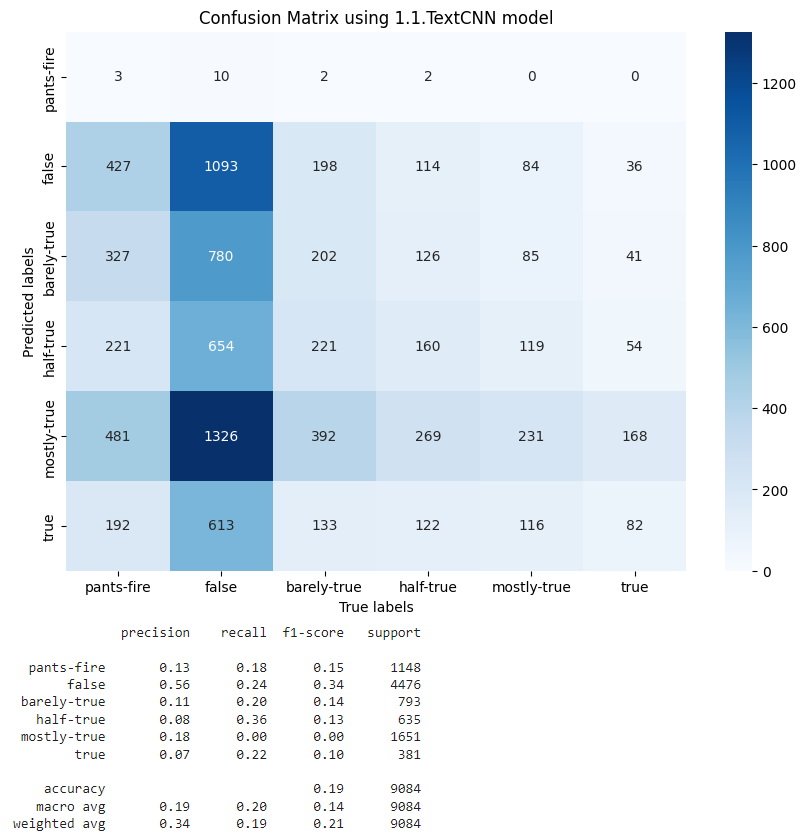 Confusion Matrix using 1.1.TextCNN model
pants-fire 3 10 2 2 0 0
false 427 1093 198 114 84 36
barely-true 327 780 202 126 85 41
half-true 221 654 221 160 119 54
mostly-true 481 1326 392 269 231 168
true 192 613 133 122 116 82
Predicted labels
pants-fire false barely-true half-true mostly-true true
True labels
1200
1000
800
600
400
200
0
precision recall f1-score support
pants-fire 0.13 0.18 0.15 1148
false 0.56 0.24 0.34 4476
barely-true 0.11 0.20 0.14 793
half-true 0.08 0.36 0.13 635
mostly-true 0.18 0.00 0.00 1651
true 0.07 0.22 0.10 381
accuracy 0.19 9084
macro avg 0.19 0.20 0.14 9084
weighted avg 0.34 0.19 0.21 9084